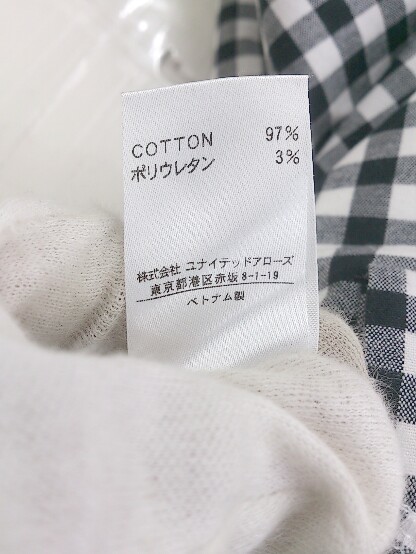 COTTON 97%
ポリウレタン 3%
株式会社 ユナイテッドアローズ
東京都港区赤坂 8-1-19
ベトナム製